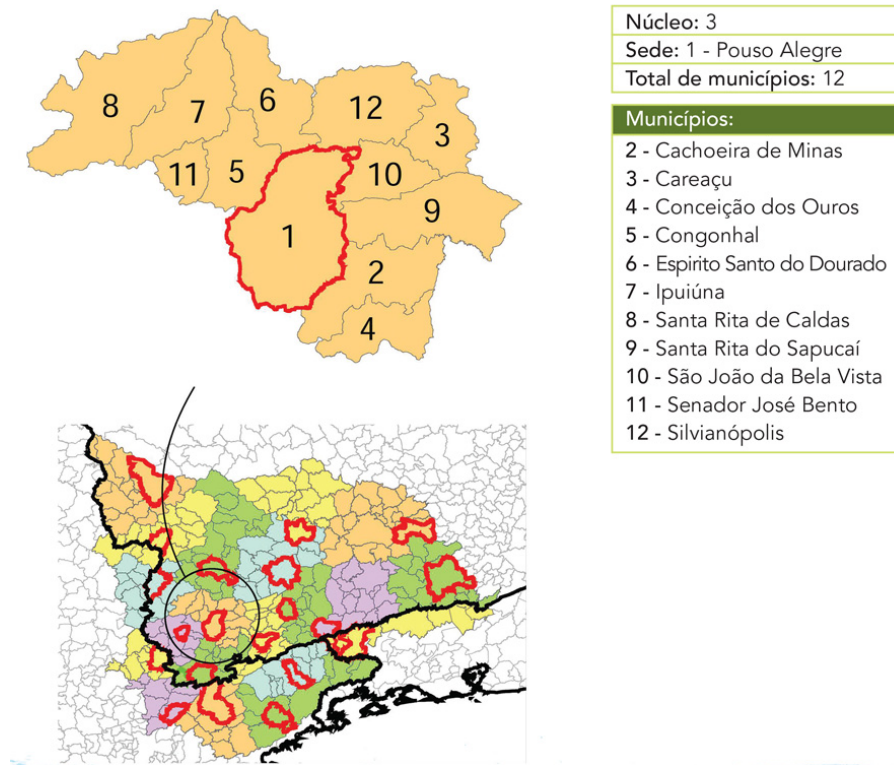 8
7
6
12
3
11
5
10
9
1
2
4
Núcleo: 3
Sede: 1 - Pouso Alegre
Total de municípios: 12
Municípios:
2 - Cachoeira de Minas
3 - Careaçu
4 - Conceição dos Ouros
5 - Congonhal
6 - Espirito Santo do Dourado
7 - Ipuiúna
8 - Santa Rita de Caldas
9 - Santa Rita do Sapucaí
10 - São João da Bela Vista
11 - Senador José Bento
12 - Silvianópolis